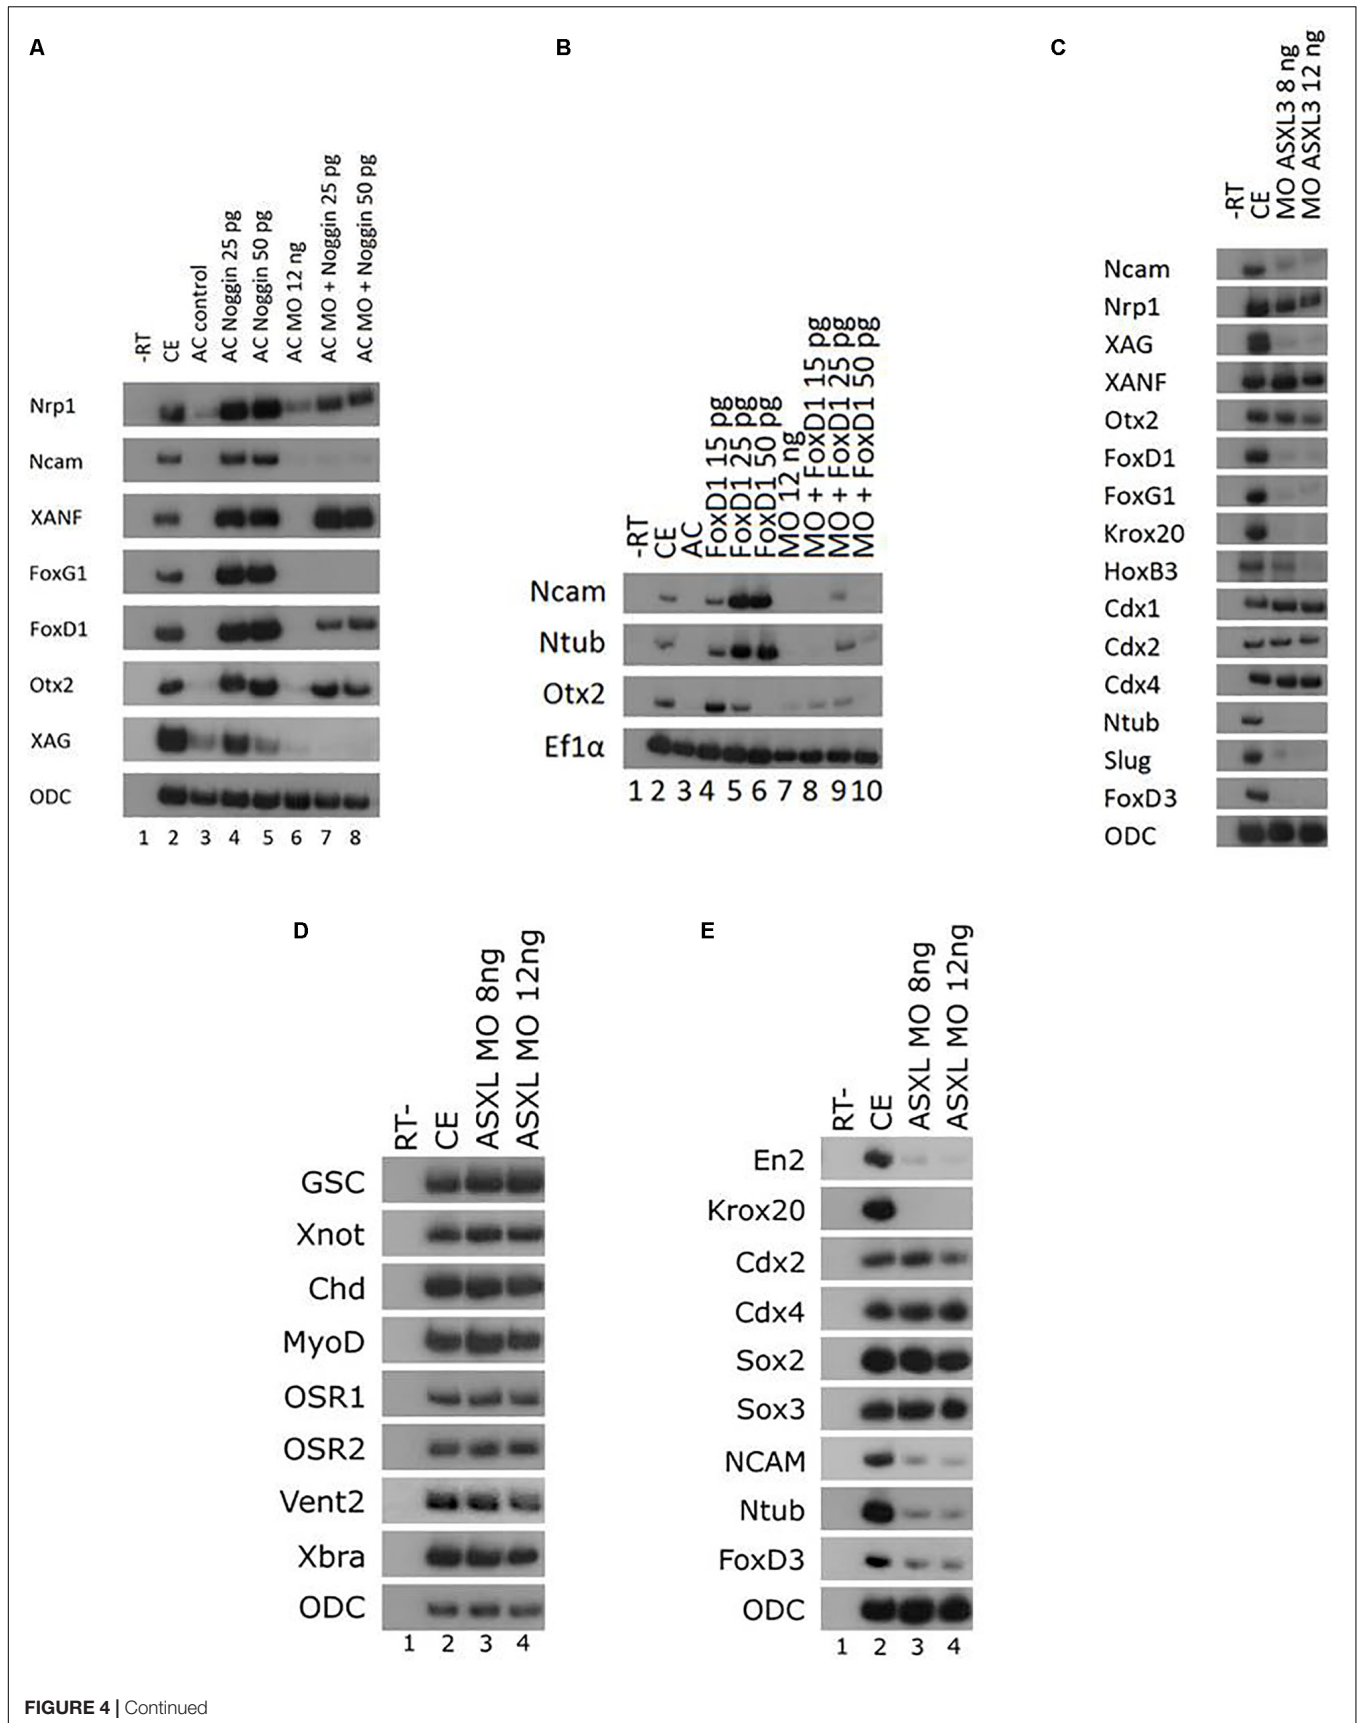 A
-RT
CE
AC control
AC Noggin 25 pg
AC Noggin 50 pg
AC MO 12 ng
AC MO + Noggin 25 pg
AC MO + Noggin 50 pg
Nrp1
Ncam
XANF
FoxG1
FoxD1
Otx2
XAG
ODC
1 2 3 4 5 6 7 8
B
-RT
CE
AC
FoxD1 15 pg
FoxD1 25 pg
FoxD1 50 pg
MO 12 ng
MO + FoxD1 15 pg
MO + FoxD1 25 pg
MO + FoxD1 50 pg
Ncam
Ntub
Otx2
Ef1α
1 2 3 4 5 6 7 8 9 10
C
-RT
CE
MO ASXL3 8 ng
MO ASXL3 12 ng
Ncam
Nrp1
XAG
XANF
Otx2
FoxD1
FoxG1
Krox20
HoxB3
Cdx1
Cdx2
Cdx4
Ntub
Slug
FoxD3
ODC
D
RT-
CE
ASXL MO 8ng
ASXL MO 12ng
GSC
Xnot
Chd
MyoD
OSR1
OSR2
Vent2
Xbra
ODC
1 2 3 4
E
RT-
CE
ASXL MO 8ng
ASXL MO 12ng
En2
Krox20
Cdx2
Cdx4
Sox2
Sox3
NCAM
Ntub
FoxD3
ODC
1 2 3 4
FIGURE 4 | Continued